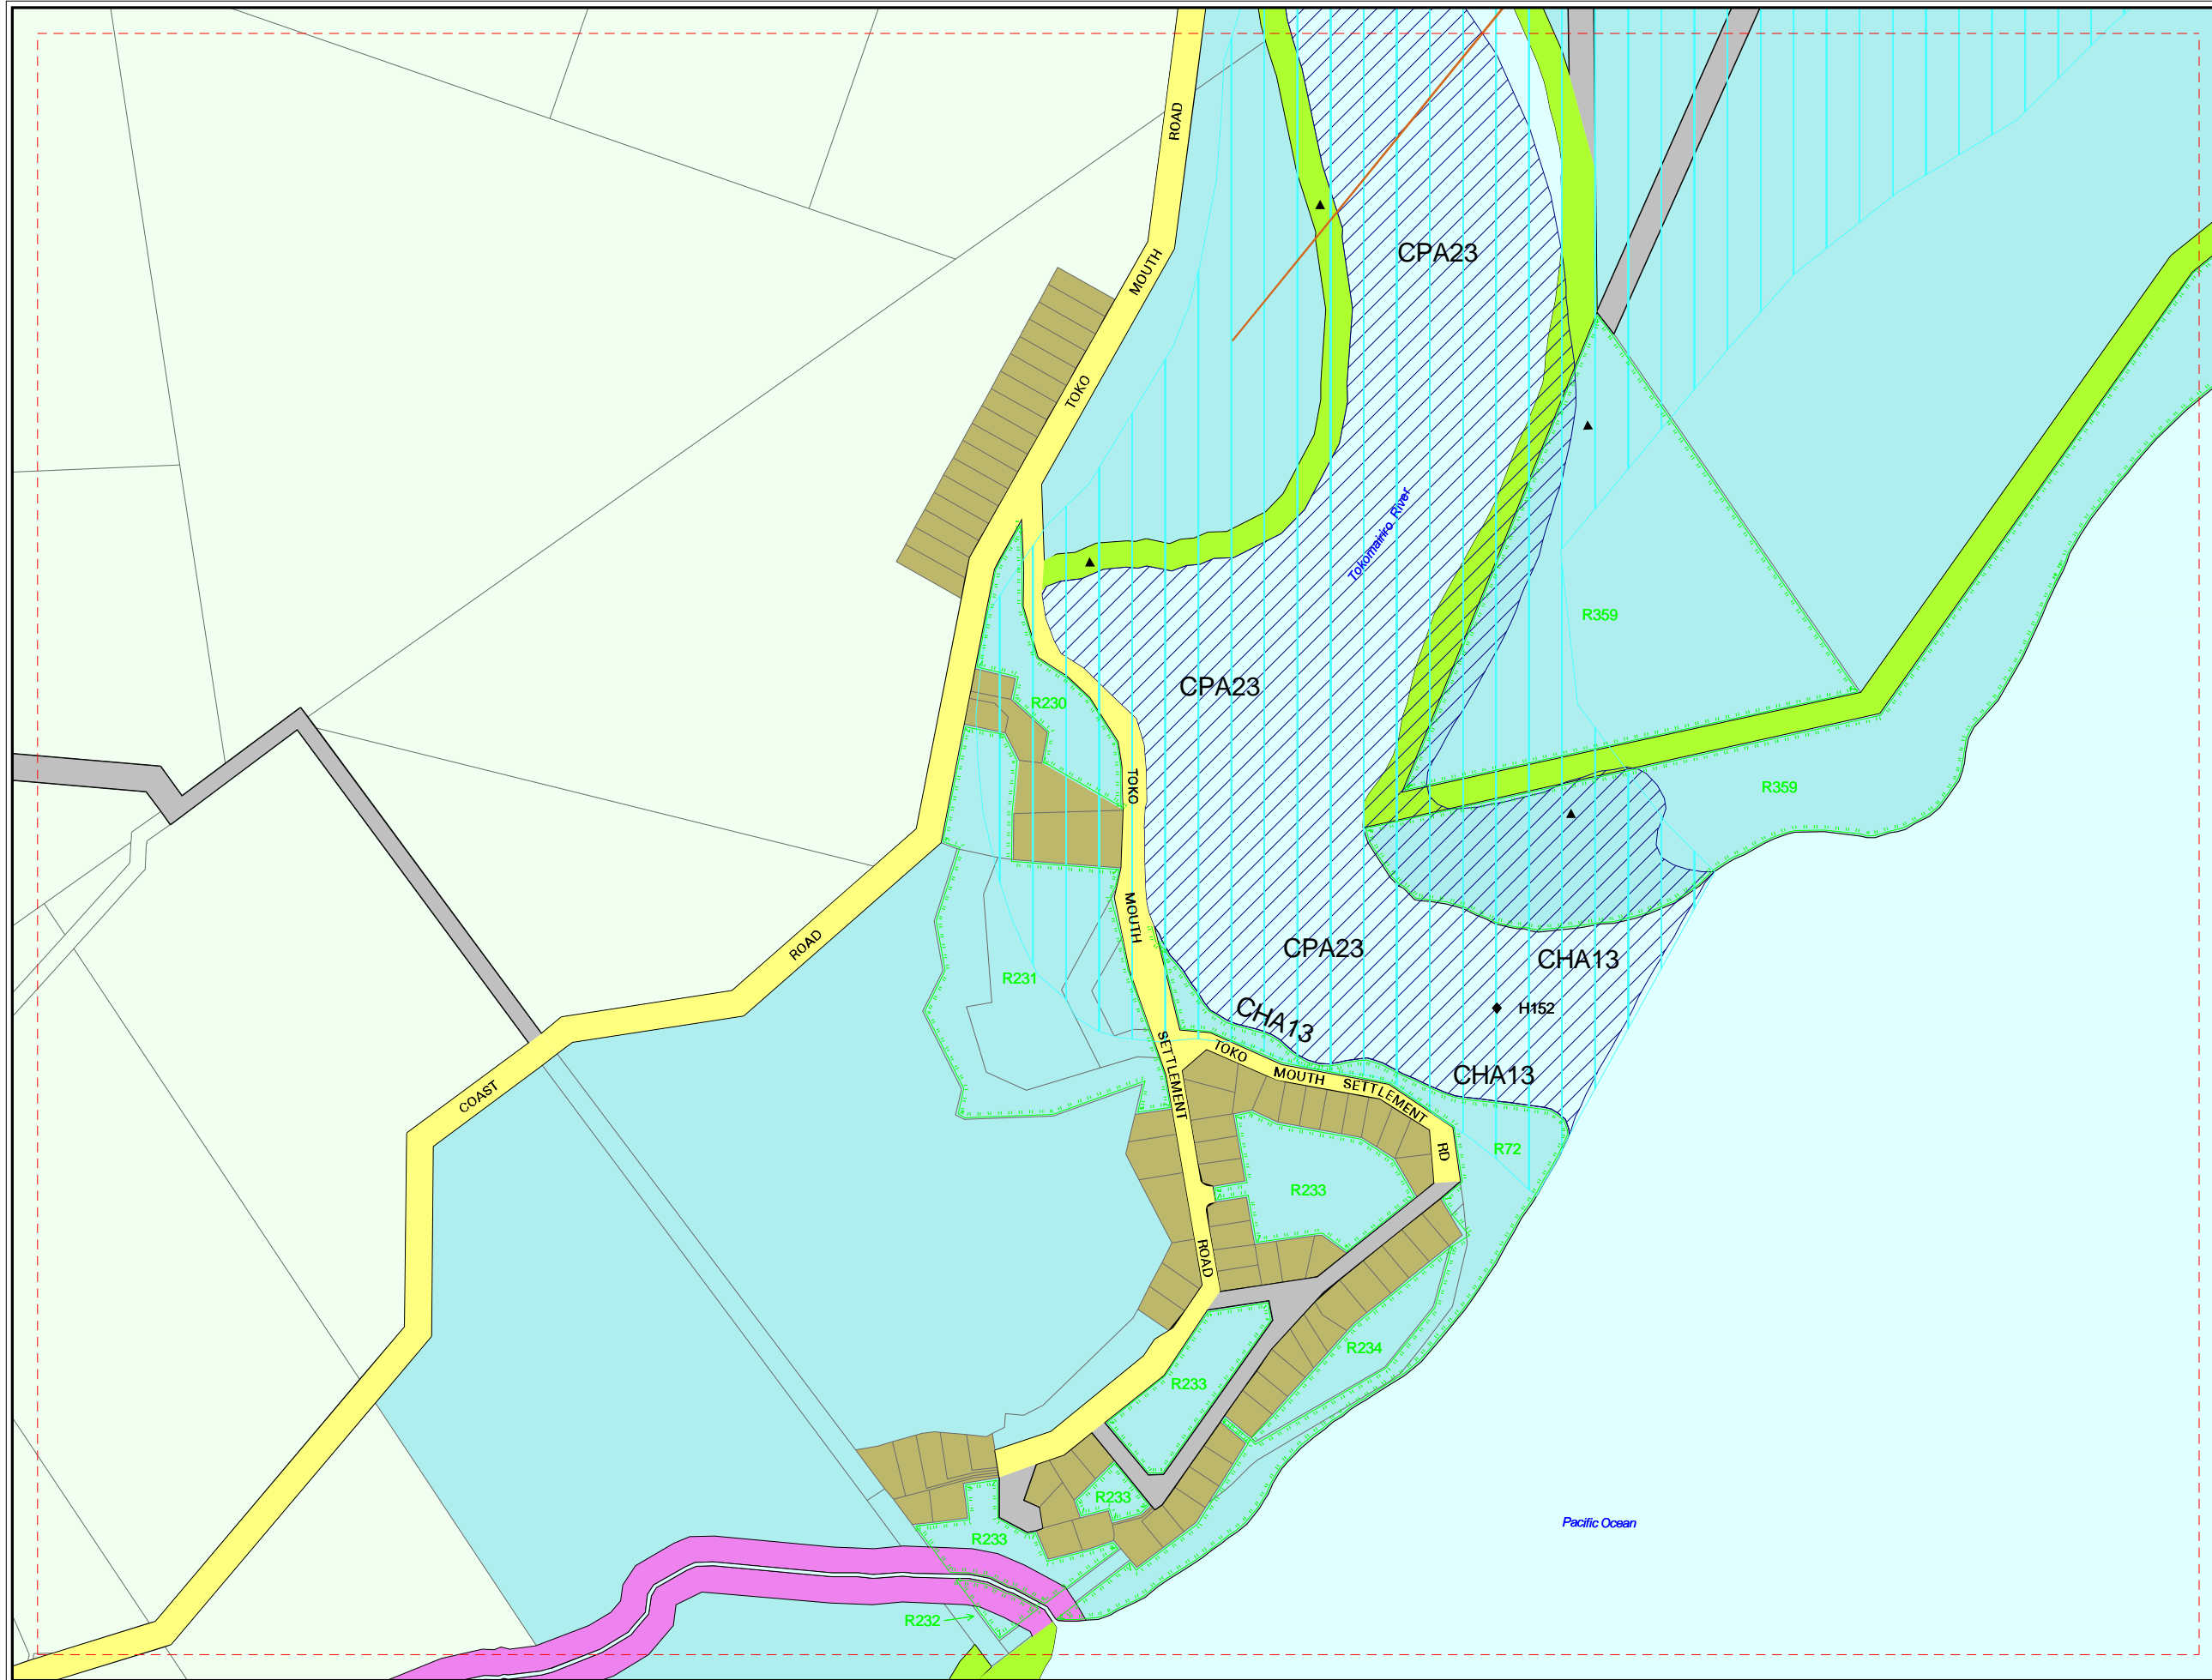 ROAD
MOUTH
TOKO
CPA23
Tokomairiro River
R359
CPA23
R230
TOKO
R359
MOUTH
ROAD
CPA23
CHA13
R231
CHA13
H152
SETTLEMENT
TOKO
MOUTH SETTLEMENT
CHA13
COAST
RD
R72
R233
ROAD
R234
R233
R233
Pacific Ocean
R233
R232